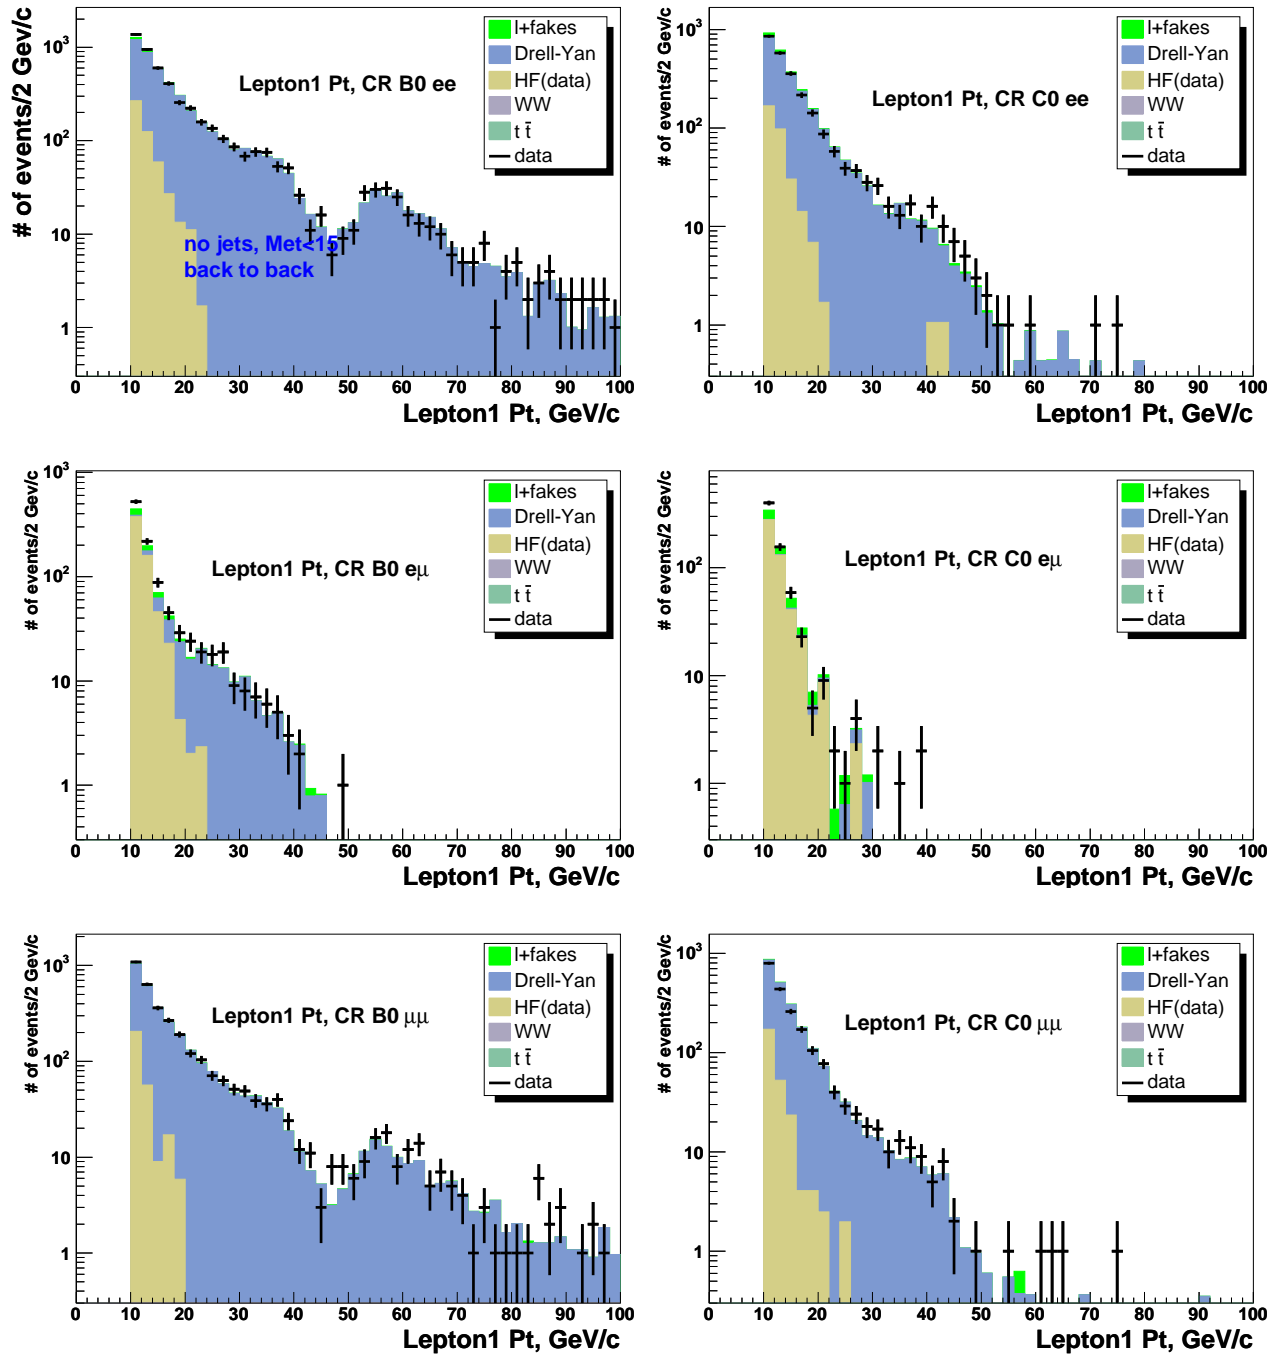 # of events/2 Gev/c
10³
10²
10
1
Lepton1 Pt, CR B0 ee
no jets, Met<15
back to back
l+fakes
Drell-Yan
HF(data)
WW
t t̄
data
0 10 20 30 40 50 60 70 80 90 100
Lepton1 Pt, GeV/c
# of events/2 Gev/c
10³
10²
10
1
Lepton1 Pt, CR C0 ee
l+fakes
Drell-Yan
HF(data)
WW
t t̄
data
0 10 20 30 40 50 60 70 80 90 100
Lepton1 Pt, GeV/c
# of events/2 Gev/c
10³
10²
10
1
Lepton1 Pt, CR B0 eμ
l+fakes
Drell-Yan
HF(data)
WW
t t̄
data
0 10 20 30 40 50 60 70 80 90 100
Lepton1 Pt, GeV/c
# of events/2 Gev/c
10²
10
1
Lepton1 Pt, CR C0 eμ
l+fakes
Drell-Yan
HF(data)
WW
t t̄
data
0 10 20 30 40 50 60 70 80 90 100
Lepton1 Pt, GeV/c
# of events/2 Gev/c
10³
10²
10
1
Lepton1 Pt, CR B0 μμ
l+fakes
Drell-Yan
HF(data)
WW
t t̄
data
0 10 20 30 40 50 60 70 80 90 100
Lepton1 Pt, GeV/c
# of events/2 Gev/c
10³
10²
10
1
Lepton1 Pt, CR C0 μμ
l+fakes
Drell-Yan
HF(data)
WW
t t̄
data
0 10 20 30 40 50 60 70 80 90 100
Lepton1 Pt, GeV/c